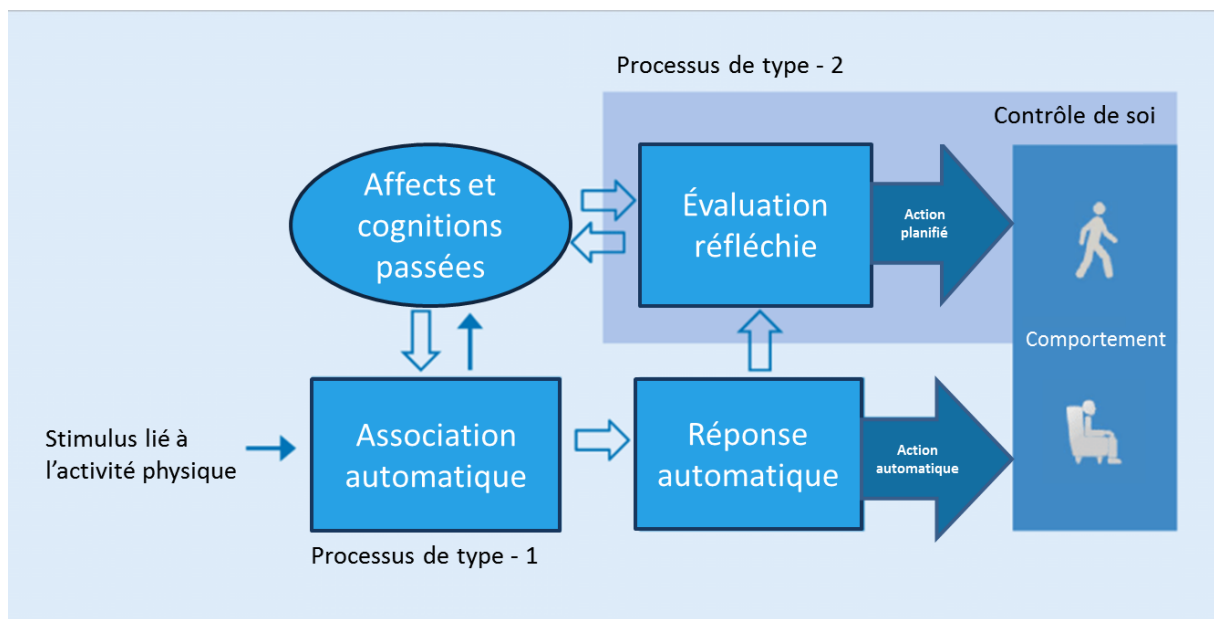 Processus de type - 2
Contrôle de soi
Affects et
cognitions
passées
Évaluation
réfléchie
Action
planifié
Comportement
Stimulus lié à
l'activité physique
Association
automatique
Réponse
automatique
Action
automatique
Processus de type - 1